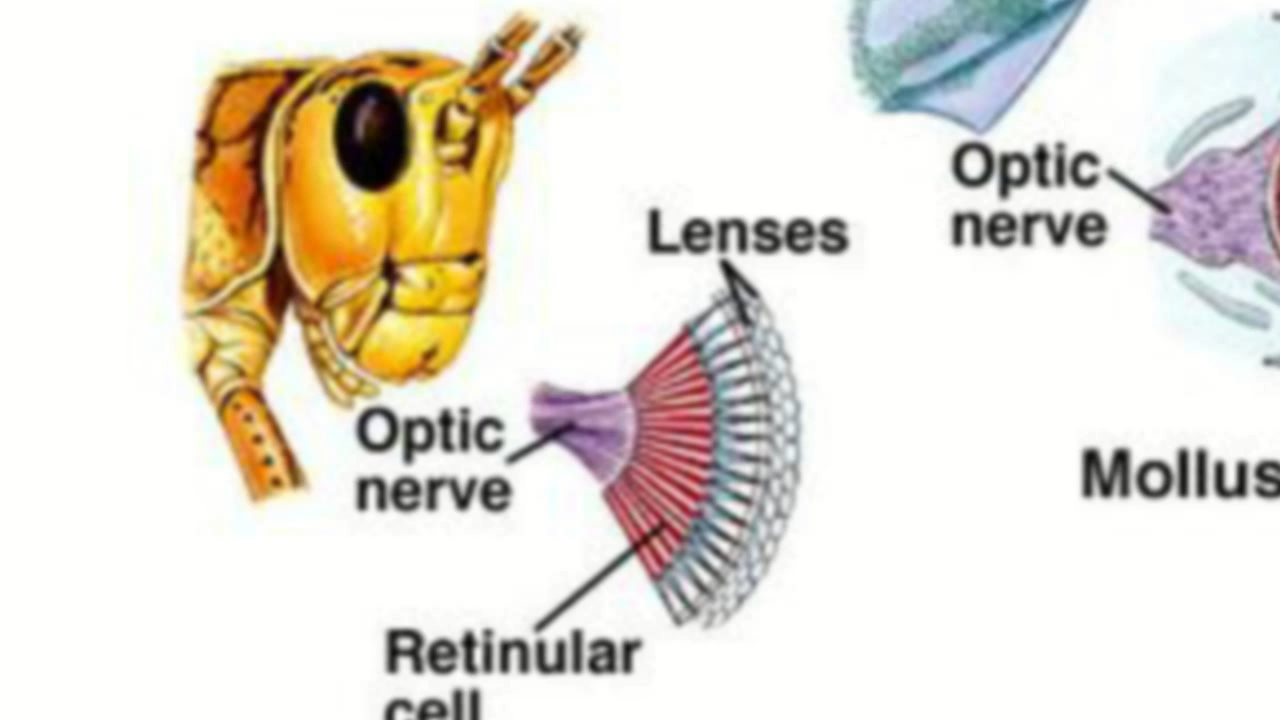 Optic
nerve
Lenses
Optic
nerve
Mollus
Retinular
cell